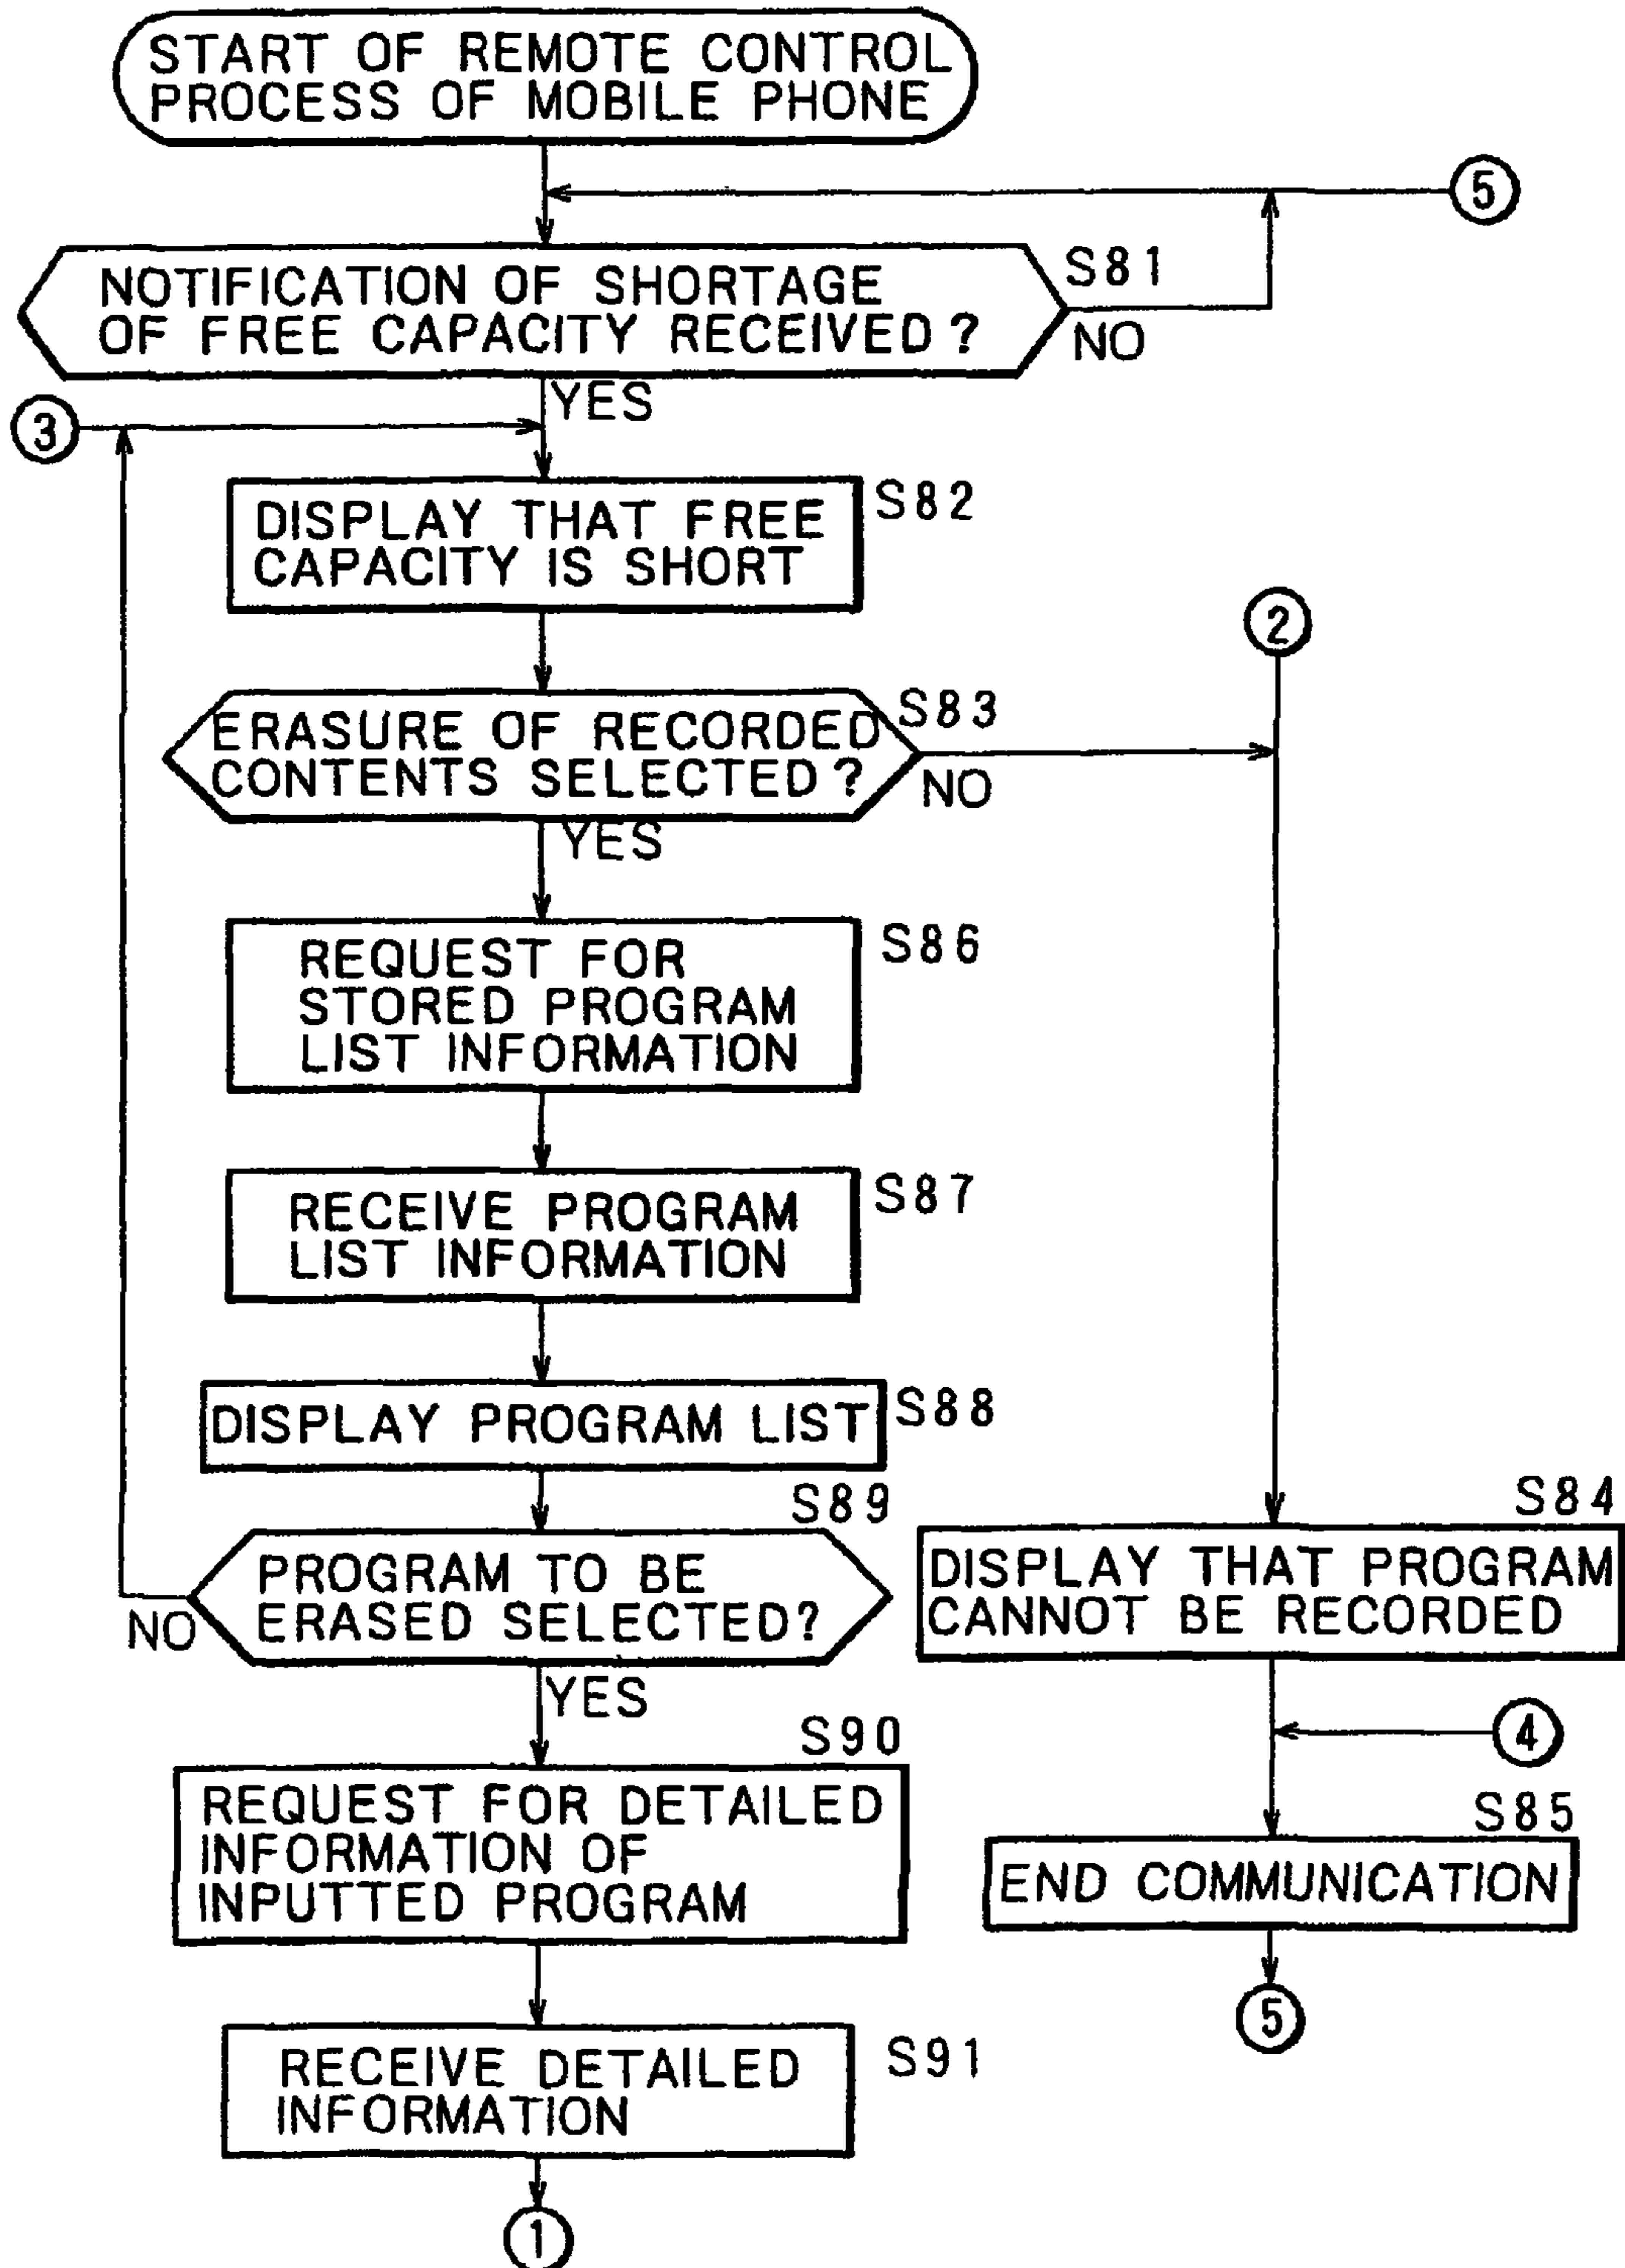 START OF REMOTE CONTROL
PROCESS OF MOBILE PHONE
5
S81
NOTIFICATION OF SHORTAGE
OF FREE CAPACITY RECEIVED?
NO
YES
3
S82
DISPLAY THAT FREE
CAPACITY IS SHORT
2
S83
ERASURE OF RECORDED
CONTENTS SELECTED?
NO
YES
S86
REQUEST FOR
STORED PROGRAM
LIST INFORMATION
S87
RECEIVE PROGRAM
LIST INFORMATION
S88
DISPLAY PROGRAM LIST
S89
PROGRAM TO BE
ERASED SELECTED?
NO
YES
S84
DISPLAY THAT PROGRAM
CANNOT BE RECORDED
4
S90
REQUEST FOR DETAILED
INFORMATION OF
INPUTTED PROGRAM
S85
END COMMUNICATION
5
S91
RECEIVE DETAILED
INFORMATION
1